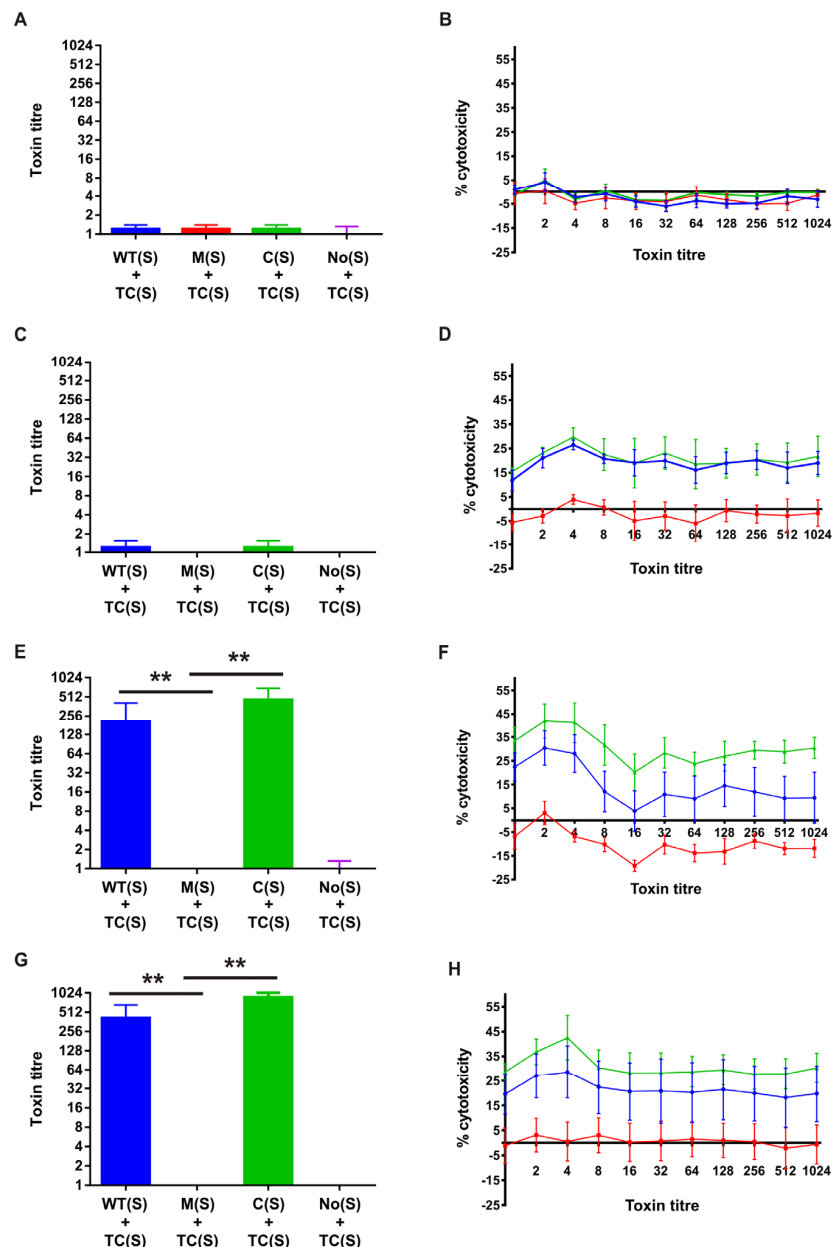 A
Toxin titre
1024
512
256
128
64
32
16
8
4
2
1
WT(S) M(S) C(S) No(S)
+ + + +
TC(S) TC(S) TC(S) TC(S)
B
% cytotoxicity
55
45
35
25
15
5
-5
-15
-25
2 4 8 16 32 64 128 256 512 1024
Toxin titre
C
Toxin titre
1024
512
256
128
64
32
16
8
4
2
1
WT(S) M(S) C(S) No(S)
+ + + +
TC(S) TC(S) TC(S) TC(S)
D
% cytotoxicity
55
45
35
25
15
5
-5
-15
-25
2 4 8 16 32 64 128 256 512 1024
Toxin titre
E
** **
Toxin titre
1024
512
256
128
64
32
16
8
4
2
1
WT(S) M(S) C(S) No(S)
+ + + +
TC(S) TC(S) TC(S) TC(S)
F
% cytotoxicity
55
45
35
25
15
5
-5
-15
-25
2 4 8 16 32 64 128 256 512 1024
Toxin titre
G
** **
Toxin titre
1024
512
256
128
64
32
16
8
4
2
1
WT(S) M(S) C(S) No(S)
+ + + +
TC(S) TC(S) TC(S) TC(S)
H
% cytotoxicity
55
45
35
25
15
5
-5
-15
-25
2 4 8 16 32 64 128 256 512 1024
Toxin titre